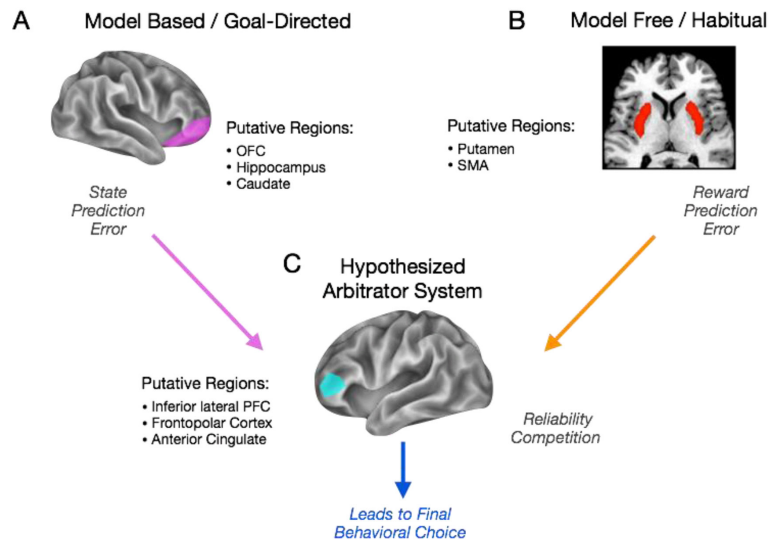 A
Model Based / Goal-Directed
Putative Regions:
• OFC
• Hippocampus
• Caudate
State
Prediction
Error
B
Model Free / Habitual
Putative Regions:
• Putamen
• SMA
Reward
Prediction
Error
C
Hypothesized
Arbitrator System
Putative Regions:
• Inferior lateral PFC
• Frontopolar Cortex
• Anterior Cingulate
Reliability
Competition
Leads to Final
Behavioral Choice